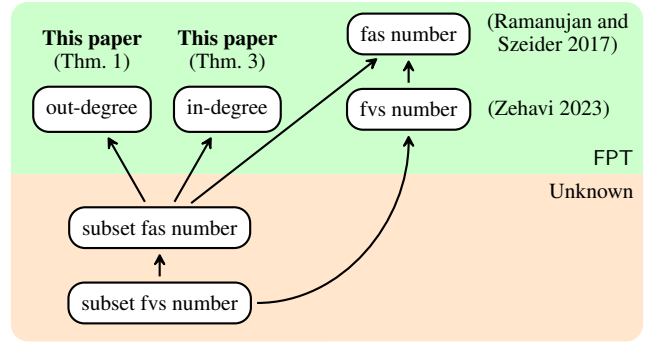 This paper
(Thm. 1)
This paper
(Thm. 3)
fas number
(Ramanujan and
Szeider 2017)
out-degree
in-degree
fvs number
(Zehavi 2023)
FPT
Unknown
subset fas number
subset fvs number